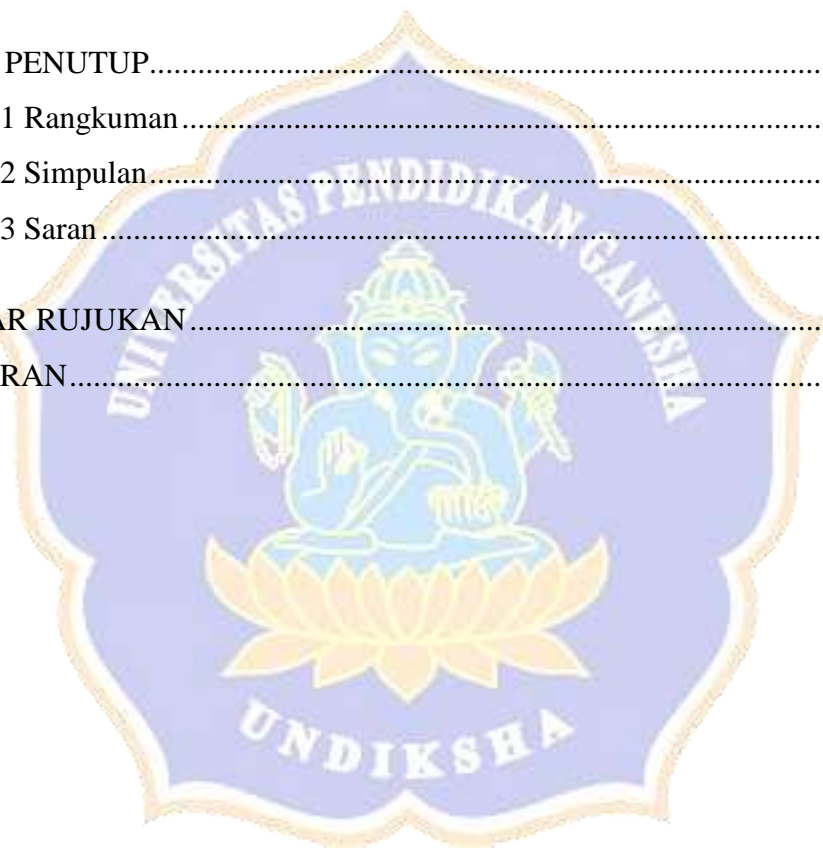 PENUTUP............................................................................................
1 Rangkuman........................................................................................
2 Simpulan............................................................................................
3 Saran..................................................................................................
AR RUJUKAN.......................................................................................
RAN......................................................................................................
UNIVERSITAS PENDIDIKAN GANESHA
UNDIKSHA